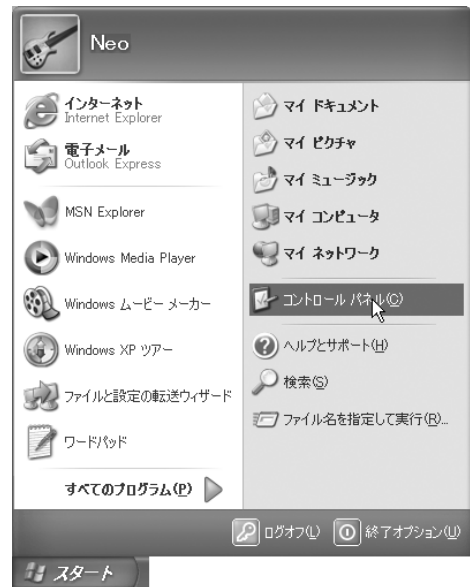 Neo
インターネット
Internet Explorer
電子メール
Outlook Express
MSN Explorer
Windows Media Player
Windows ムービー メーカー
Windows XP ツアー
ファイルと設定の転送ウィザード
ワードパッド
すべてのプログラム(P)
マイ ドキュメント
マイ ピクチャ
マイ ミュージック
マイ コンピュータ
マイ ネットワーク
コントロール パネル(C)
ヘルプとサポート(H)
検索(S)
ファイル名を指定して実行(R)...
ログオフ(L)
終了オプション(U)
スタート